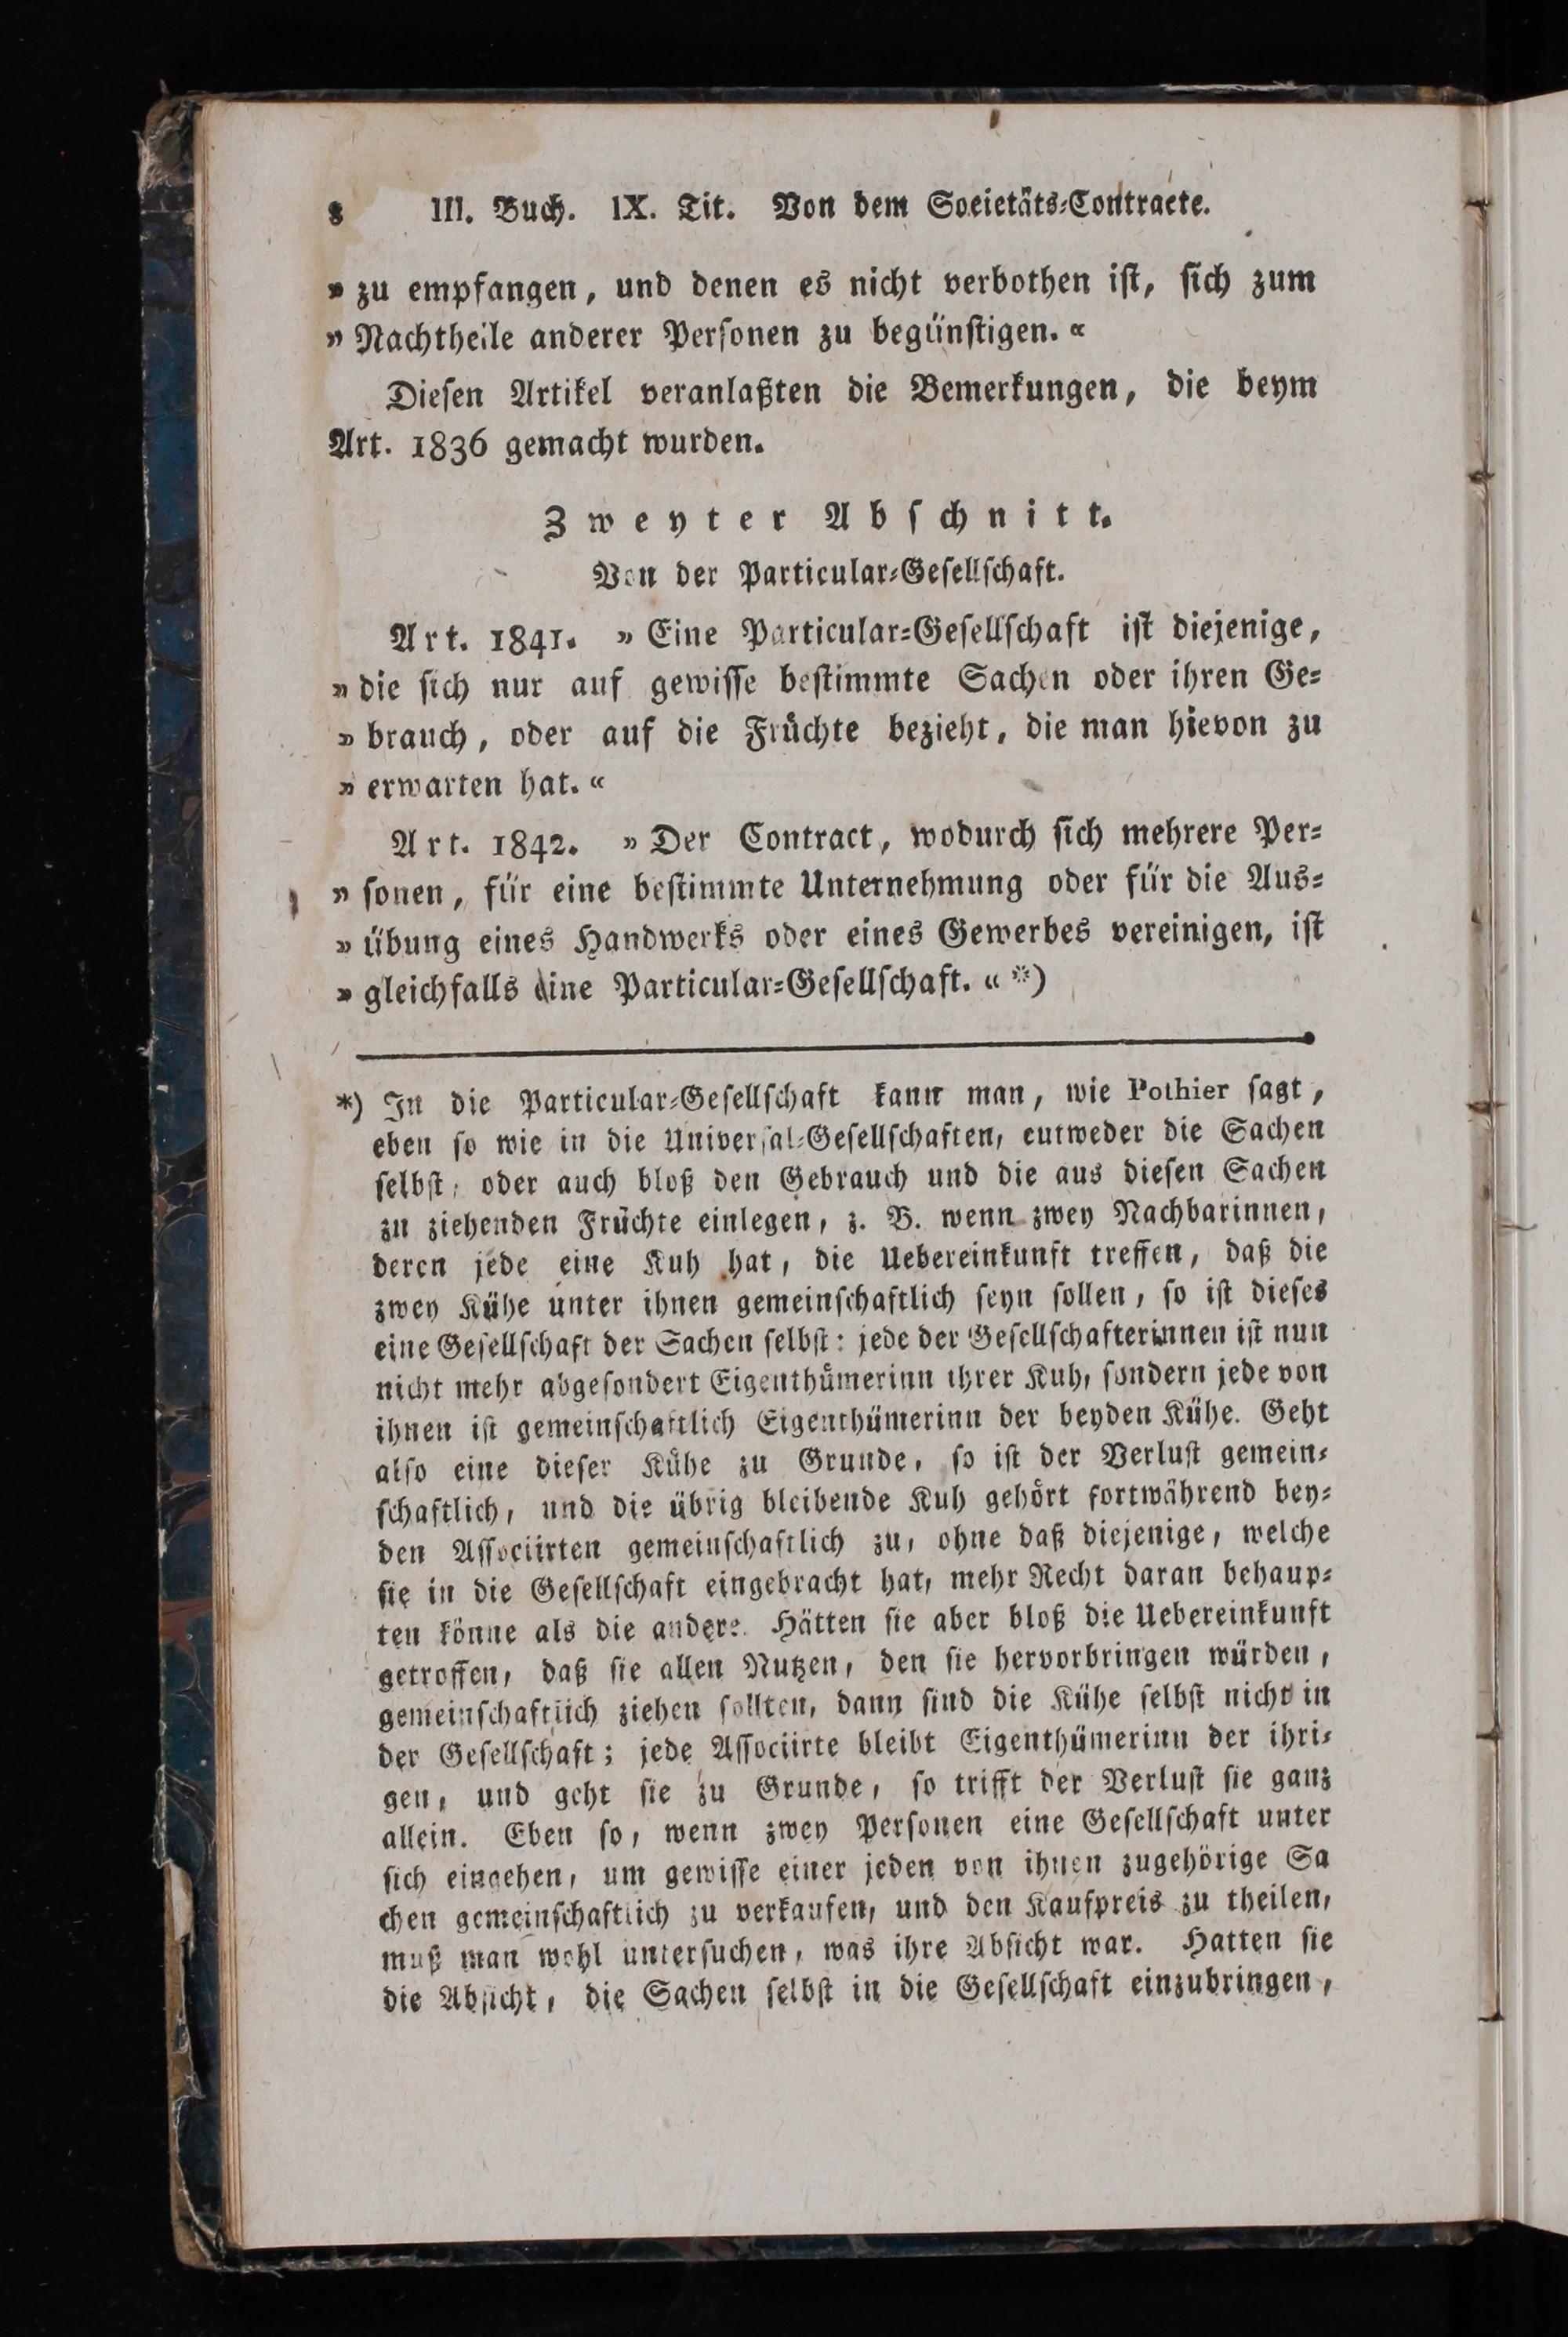 8 III. Buch. IX. Tit. Von dem Societäts-Contracte.
» zu empfangen, und denen es nicht verbothen ist, sich zum
» Nachtheile anderer Personen zu begünstigen. «
Diesen Artikel veranlaßten die Bemerkungen, die beym
Art. 1836 gemacht wurden.
Zweyter Abschnitt.
Von der Particular-Gesellschaft.
Art. 1841. » Eine Particular-Gesellschaft ist diejenige,
» die sich nur auf gewisse bestimmte Sachen oder ihren Ge-
» brauch, oder auf die Früchte bezieht, die man hievon zu
» erwarten hat. «
Art. 1842. » Der Contract, wodurch sich mehrere Per-
» sonen, für eine bestimmte Unternehmung oder für die Aus-
» übung eines Handwerks oder eines Gewerbes vereinigen, ist
» gleichfalls eine Particular-Gesellschaft. « *)
*) In die Particular-Gesellschaft kann man, wie Pothier sagt,
eben so wie in die Universal-Gesellschaften, entweder die Sachen
selbst, oder auch bloß den Gebrauch und die aus diesen Sachen
zu ziehenden Früchte einlegen, z. B. wenn zwey Nachbarinnen,
deren jede eine Kuh hat, die Uebereinkunft treffen, daß die
zwey Kühe unter ihnen gemeinschaftlich seyn sollen, so ist dieses
eine Gesellschaft der Sachen selbst: jede der Gesellschafterinnen ist nun
nicht mehr abgesondert Eigenthümerinn ihrer Kuh, sondern jede von
ihnen ist gemeinschaftlich Eigenthümerinn der beyden Kühe. Geht
also eine dieser Kühe zu Grunde, so ist der Verlust gemein-
schaftlich, und die übrig bleibende Kuh gehört fortwährend bey-
den Associirten gemeinschaftlich zu, ohne daß diejenige, welche
sie in die Gesellschaft eingebracht hat, mehr Recht daran behaup-
ten könne als die andere. Hätten sie aber bloß die Uebereinkunft
getroffen, daß sie allen Nutzen, den sie hervorbringen würden,
gemeinschaftlich ziehen sollten, dann sind die Kühe selbst nicht in
der Gesellschaft; jede Associirte bleibt Eigenthümerinn der ihri-
gen, und geht sie zu Grunde, so trifft der Verlust sie ganz
allein. Eben so, wenn zwey Personen eine Gesellschaft unter
sich eingehen, um gewisse einer jeden von ihnen zugehörige Sa
chen gemeinschaftlich zu verkaufen, und den Kaufpreis zu theilen,
muß man wohl untersuchen, was ihre Absicht war. Hatten sie
die Absicht, die Sachen selbst in die Gesellschaft einzubringen,